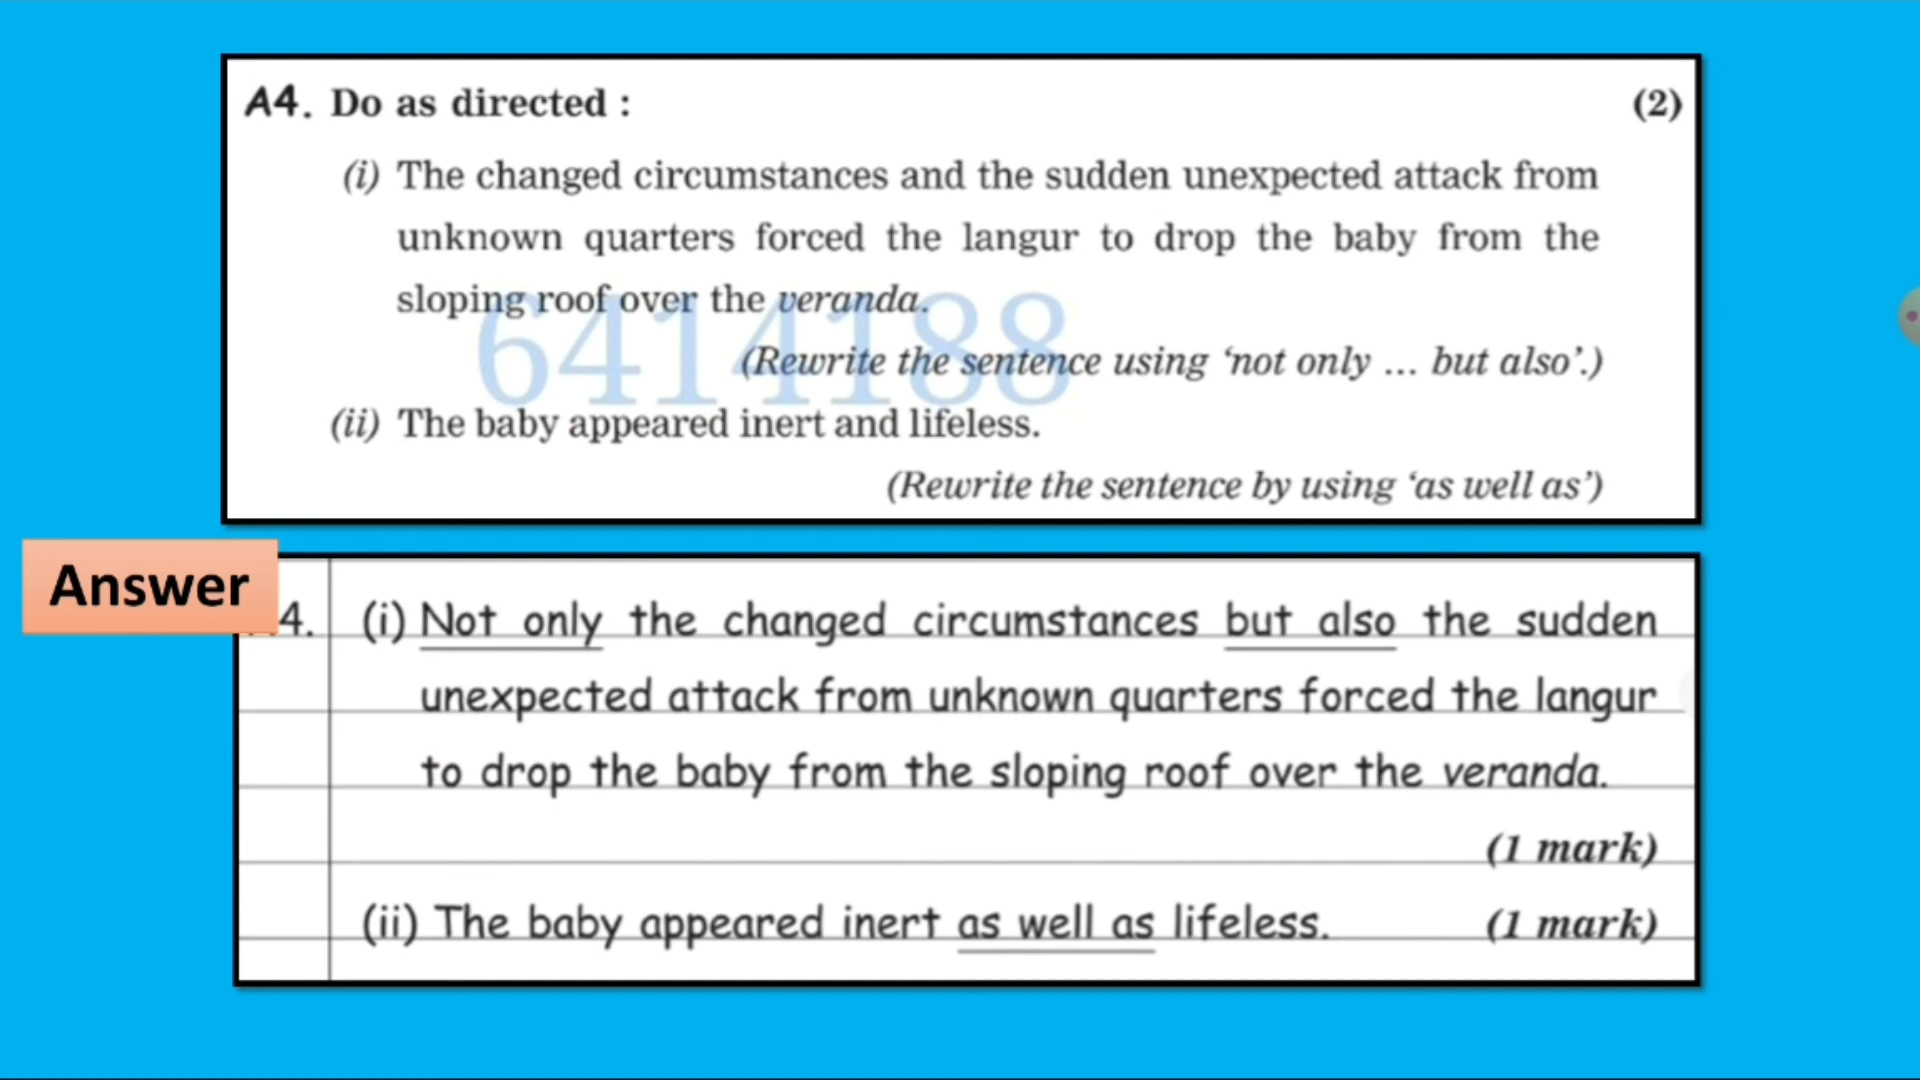 A4. Do as directed : (2)
(i) The changed circumstances and the sudden unexpected attack from
unknown quarters forced the langur to drop the baby from the
sloping roof over the veranda.
6414188
(Rewrite the sentence using ‘not only ... but also’.)
(ii) The baby appeared inert and lifeless.
(Rewrite the sentence by using ‘as well as’)
Answer
4. (i) Not only the changed circumstances but also the sudden
unexpected attack from unknown quarters forced the langur
to drop the baby from the sloping roof over the veranda.
(1 mark)
(ii) The baby appeared inert as well as lifeless. (1 mark)